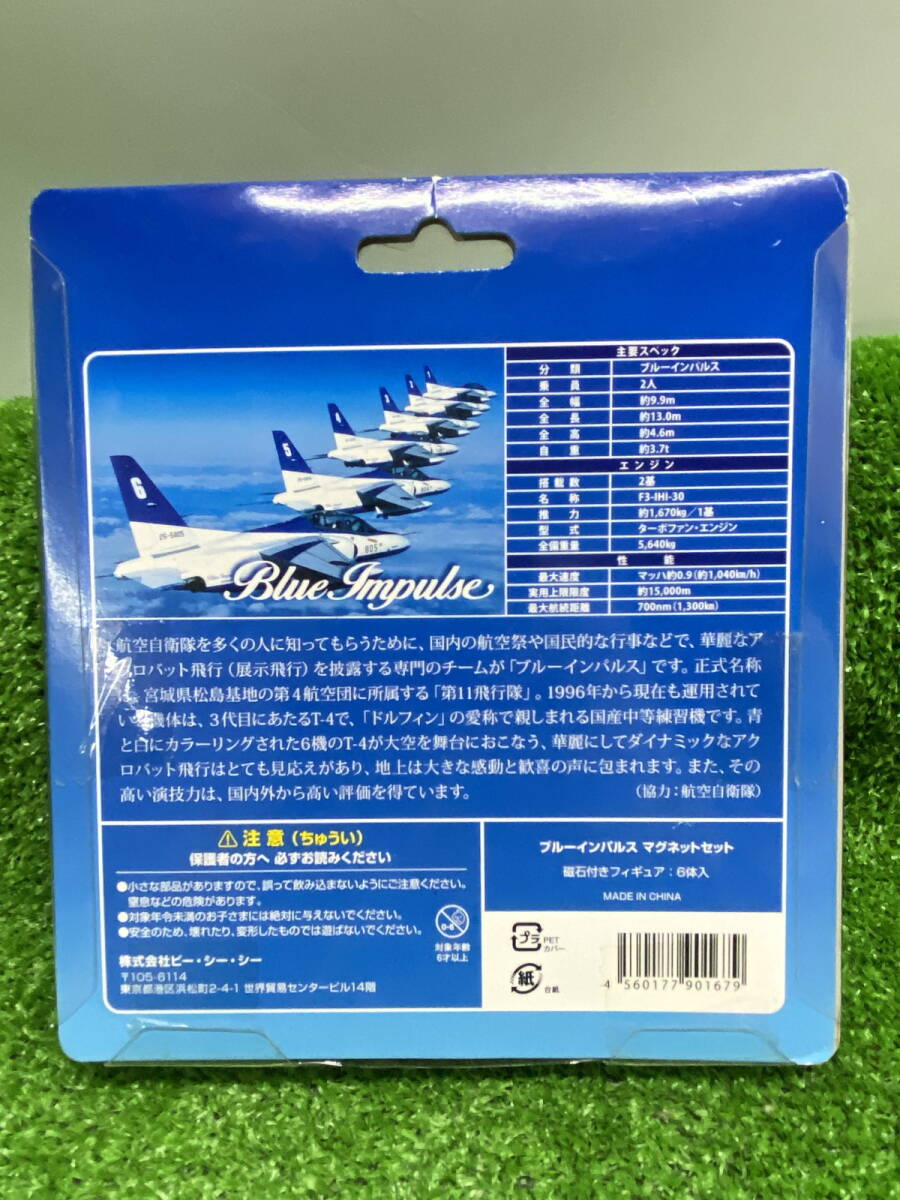 主要スペック
分類 ブルーインパルス
乗員 2人
全幅 約9.9m
全長 約13.0m
全高 約4.6m
自重 約3.7t
エンジン
搭載数 2基
名称 F3-IHI-30
推力 約1,670kg／1基
型式 ターボファン・エンジン
全備重量 5,640kg
性能
最大速度 マッハ約0.9（約1,040km/h）
実用上限限度 約15,000m
最大航続距離 700nm（1,300km）
6
5
4
3
2
1
805
Blue Impulse
航空自衛隊を多くの人に知ってもらうために、国内の航空祭や国民的な行事などで、華麗なア
ロバット飛行（展示飛行）を披露する専門のチームが「ブルーインパルス」です。正式名称
は、宮城県松島基地の第4航空団に所属する「第11飛行隊」。1996年から現在も運用されて
いる機体は、3代目にあたるT-4で、「ドルフィン」の愛称で親しまれる国産中等練習機です。青
と白にカラーリングされた6機のT-4が大空を舞台におこなう、華麗にしてダイナミックなアク
ロバット飛行はとても見応えがあり、地上は大きな感動と歓喜の声に包まれます。また、その
高い演技力は、国内外から高い評価を得ています。 （協力：航空自衛隊）
注意（ちゅうい）
保護者の方へ 必ずお読みください
●小さな部品がありますので、誤って飲み込まないようにご注意ください。
窒息などの危険があります。
●対象年令未満のお子さまには絶対に与えないでください。
●安全のため、壊れたり、変形したものでは遊ばないでください。
0-6
対象年齢
6才以上
株式会社ピー・シー・シー
〒105-6114
東京都港区浜松町2-4-1 世界貿易センタービル14階
ブルーインパルス マグネットセット
磁石付きフィギュア：6体入
MADE IN CHINA
プラ PET
カバー
紙 台紙
4 560177 901679